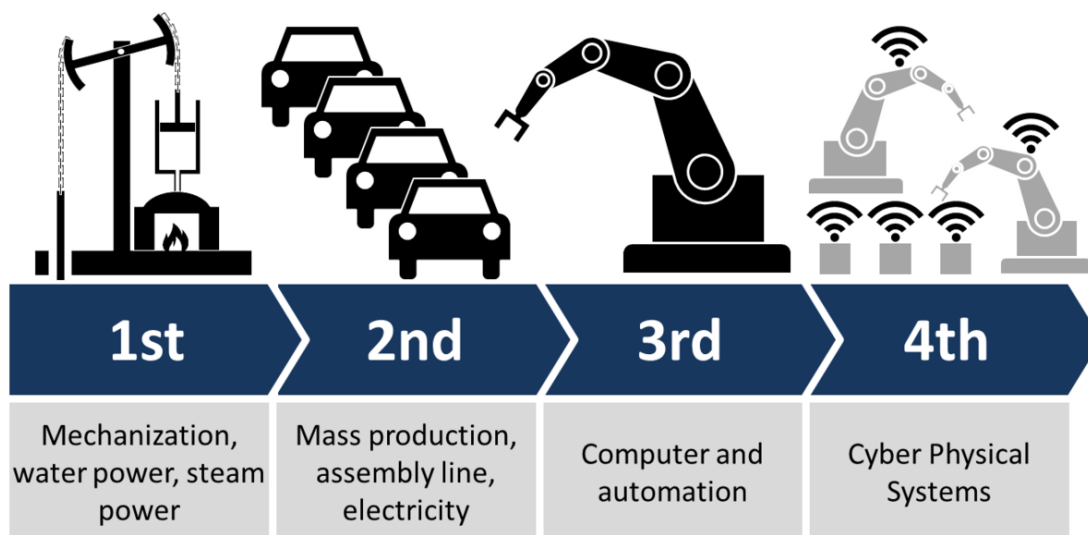 1st
2nd
3rd
4th
Mechanization,
water power, steam
power
Mass production,
assembly line,
electricity
Computer and
automation
Cyber Physical
Systems